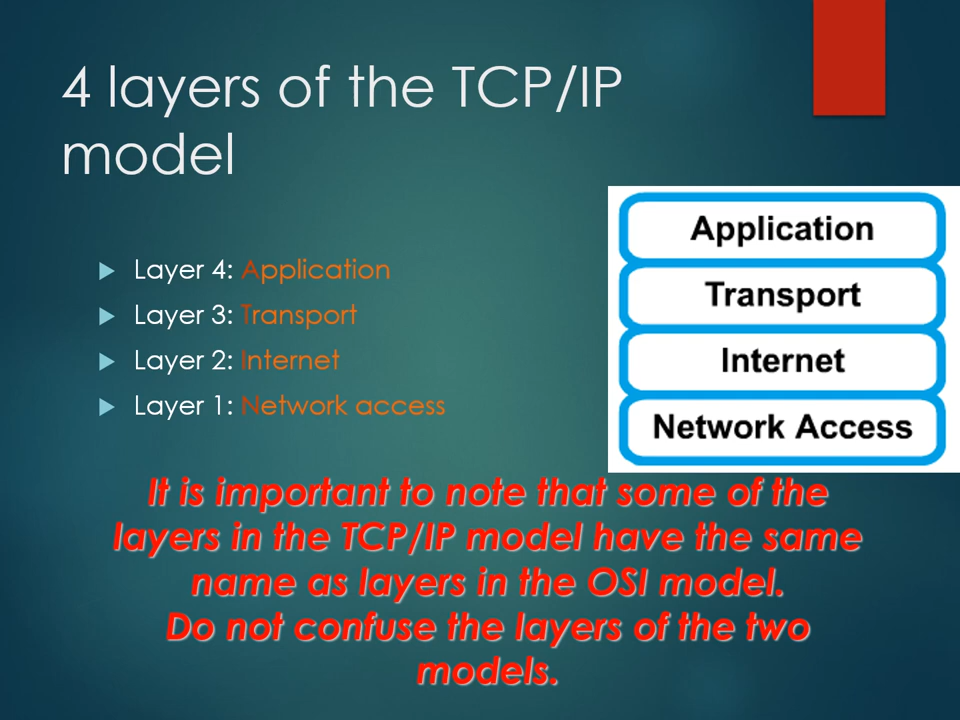 4 layers of the TCP/IP
model
Layer 4: Application
Layer 3: Transport
Layer 2: Internet
Layer 1: Network access
Application
Transport
Internet
Network Access
It is important to note that some of the
layers in the TCP/IP model have the same
name as layers in the OSI model.
Do not confuse the layers of the two
models.